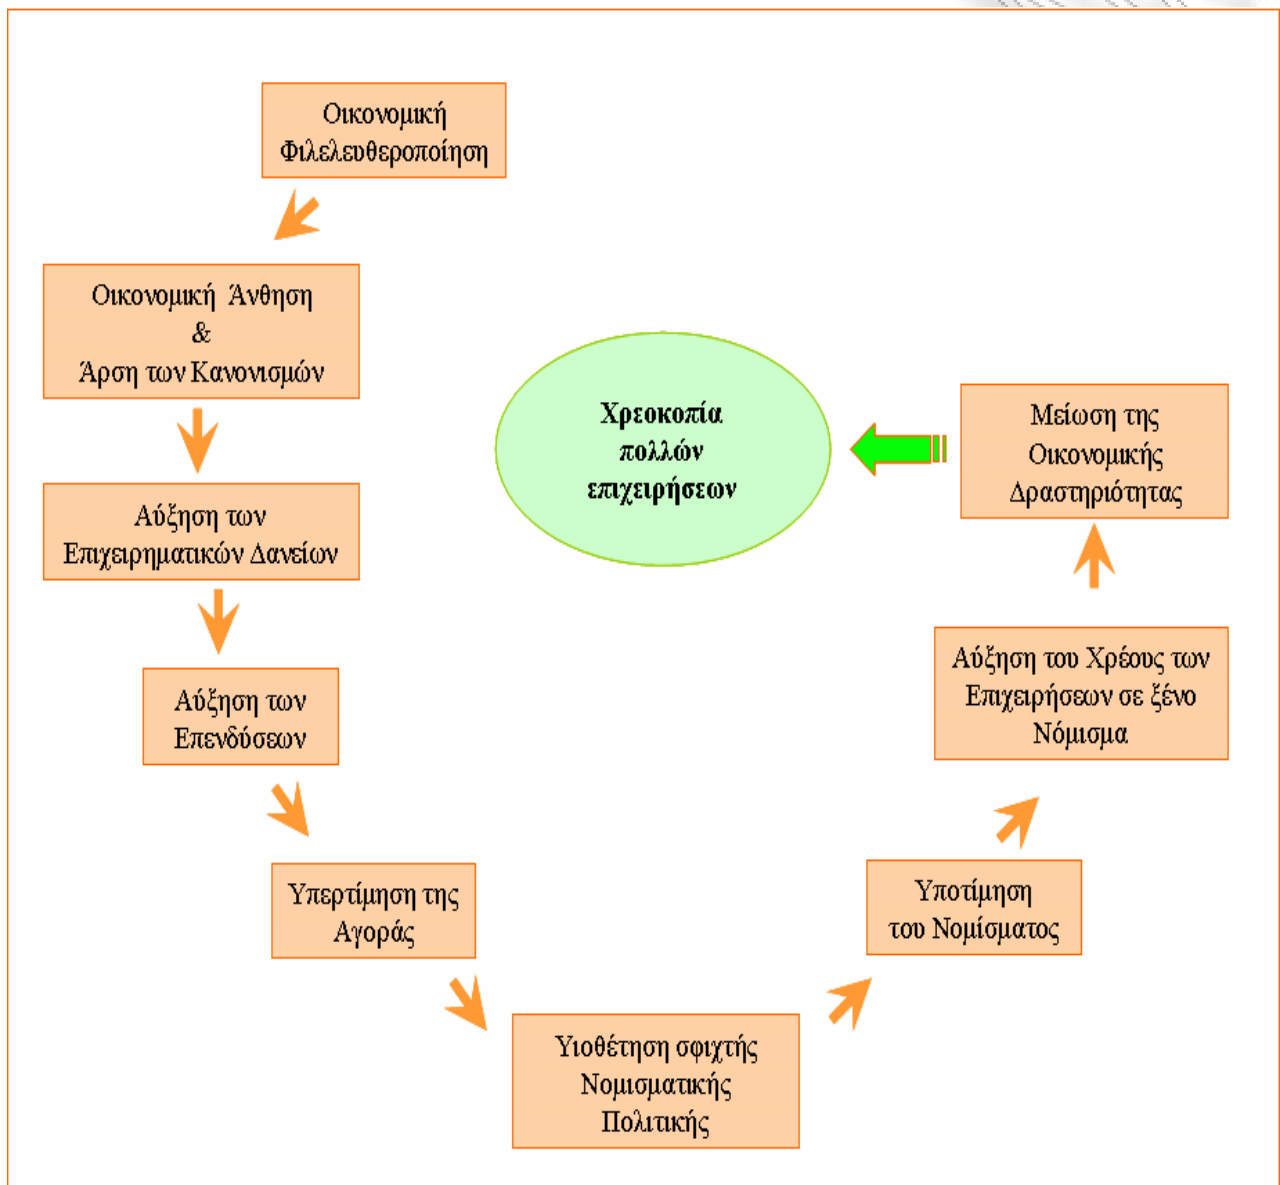 Οικονομική
Φιλελευθεροποίηση
Οικονομική Άνθηση
&
Άρση των Κανονισμών
Αύξηση των
Επιχειρηματικών Δανείων
Αύξηση των
Επενδύσεων
Υπερτίμηση της
Αγοράς
Υιοθέτηση σφιχτής
Νομισματικής
Πολιτικής
Υποτίμηση
του Νομίσματος
Αύξηση του Χρέους των
Επιχειρήσεων σε ξένο
Νόμισμα
Μείωση της
Οικονομικής
Δραστηριότητας
Χρεοκοπία
πολλών
επιχειρήσεων